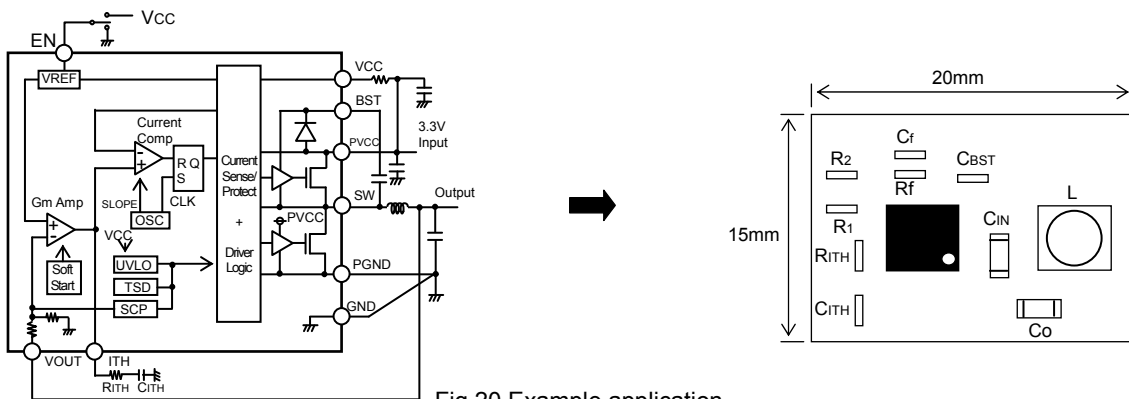 VCC
EN
VREF
VCC
BST
Current
Comp
3.3V
Input
PVCC
R Q
S
Current
Sense/
Protect
+
Driver
Logic
SLOPE
CLK
OSC
Gm Amp
SW
Output
PVCC
VCC
UVLO
TSD
SCP
Soft
Start
PGND
GND
VOUT
ITH
RITH
CITH
20mm
15mm
Cf
Rf
CBST
R2
R1
RITH
CITH
CIN
L
Co
Fig.20 Example application